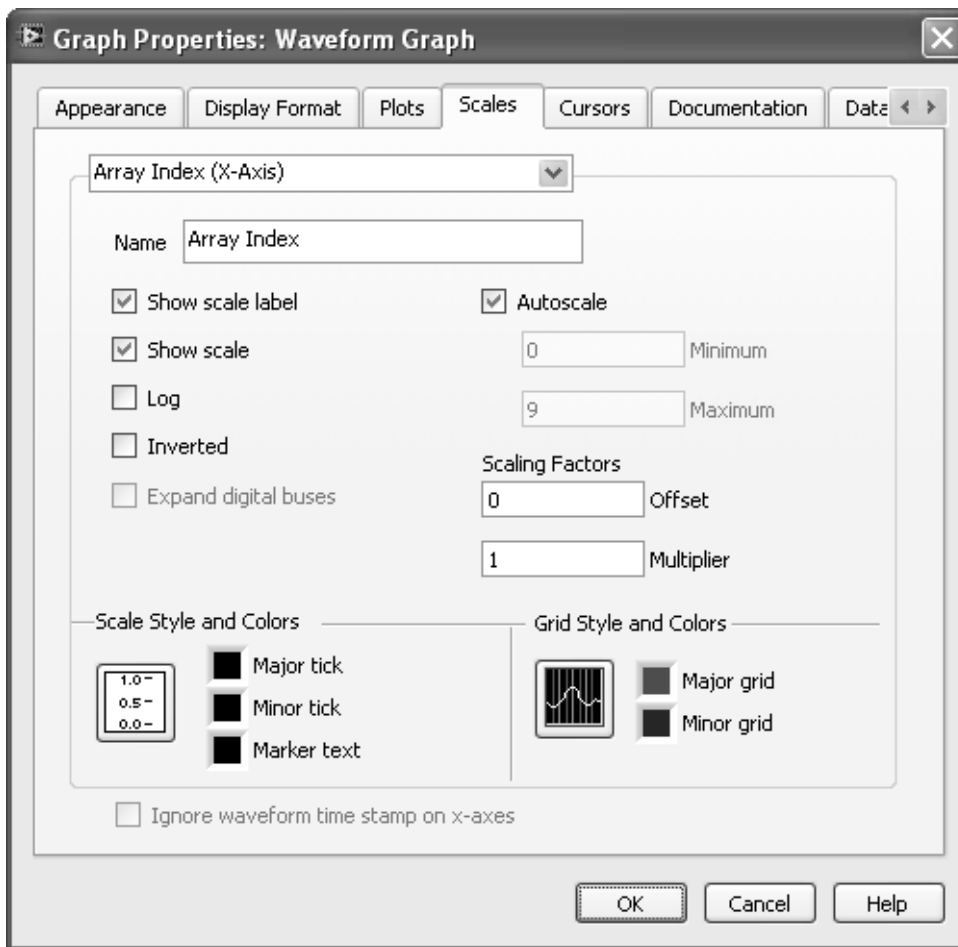 Graph Properties: Waveform Graph
Appearance Display Format Plots Scales Cursors Documentation Data
Array Index (X-Axis)
Name Array Index
Show scale label Autoscale
Show scale 0 Minimum
Log 9 Maximum
Inverted
Scaling Factors
Expand digital buses 0 Offset
1 Multiplier
Scale Style and Colors Grid Style and Colors
1.0 Major tick Major grid
0.5 Minor tick Minor grid
0.0 Marker text
Ignore waveform time stamp on x-axes
OK Cancel Help